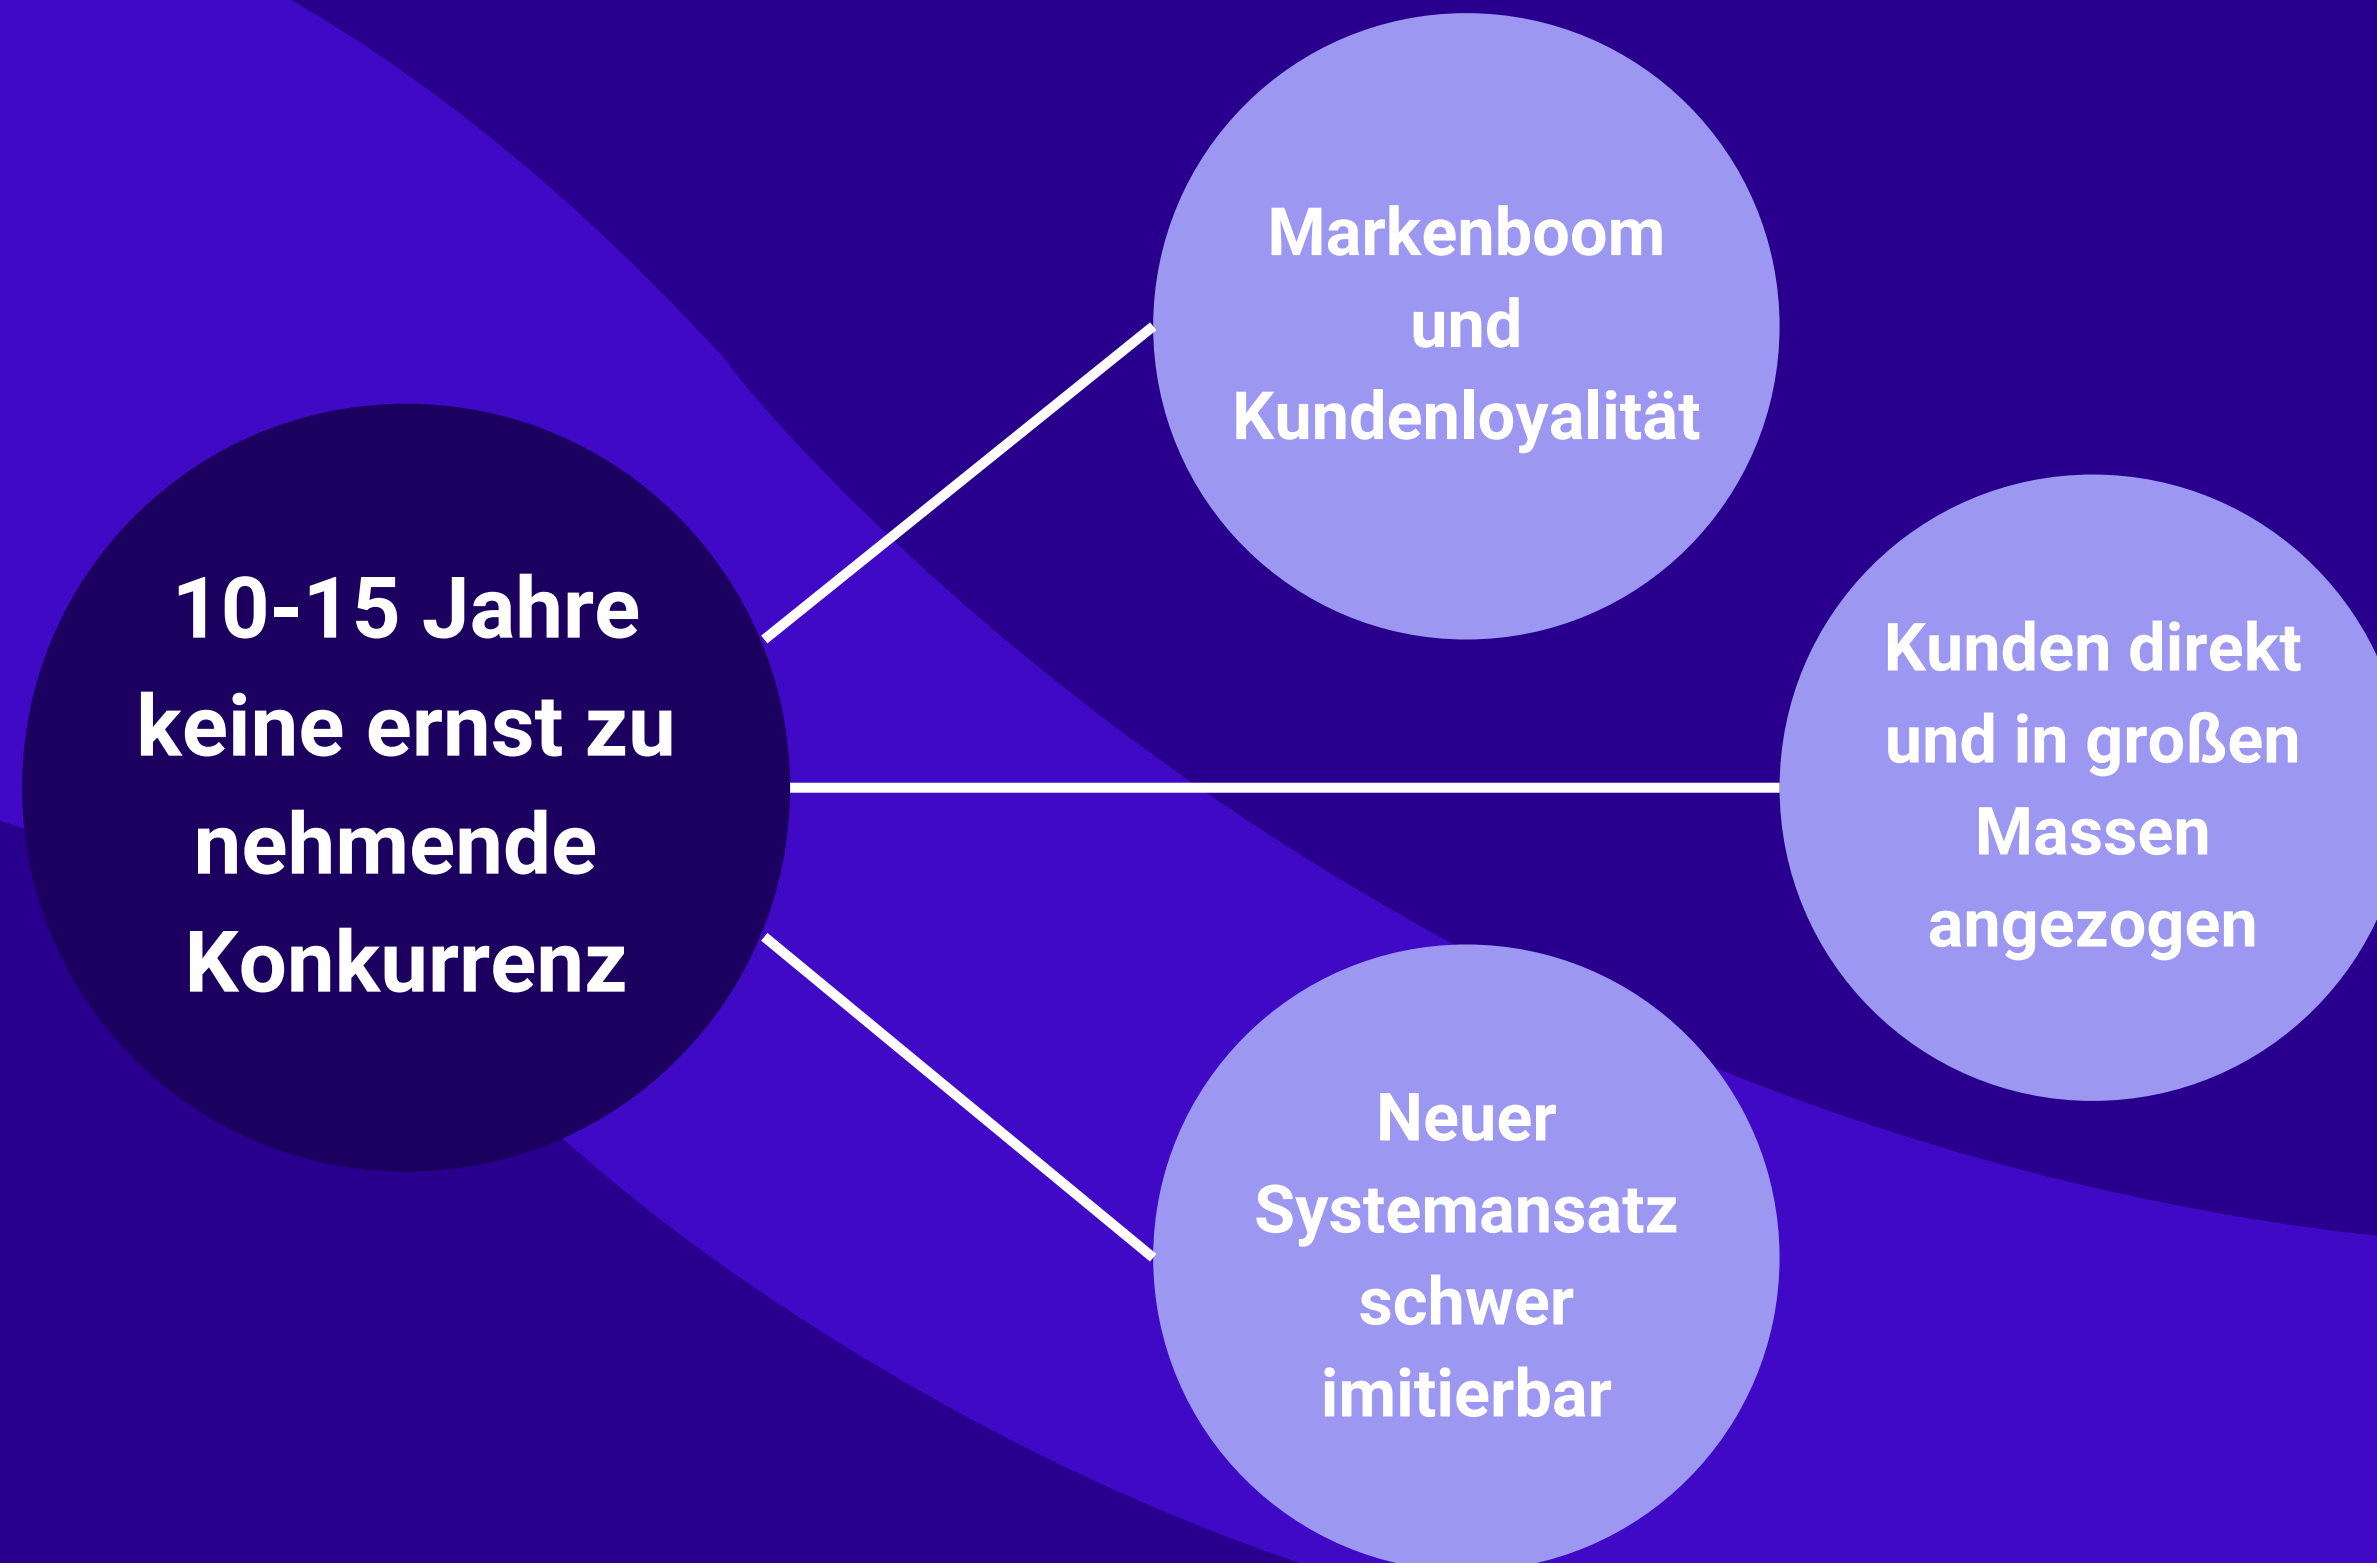 10-15 Jahre
keine ernst zu
nehmende
Konkurrenz
Markenboom
und
Kundenloyalität
Kunden direkt
und in großen
Massen
angezogen
Neuer
Systemansatz
schwer
imitierbar